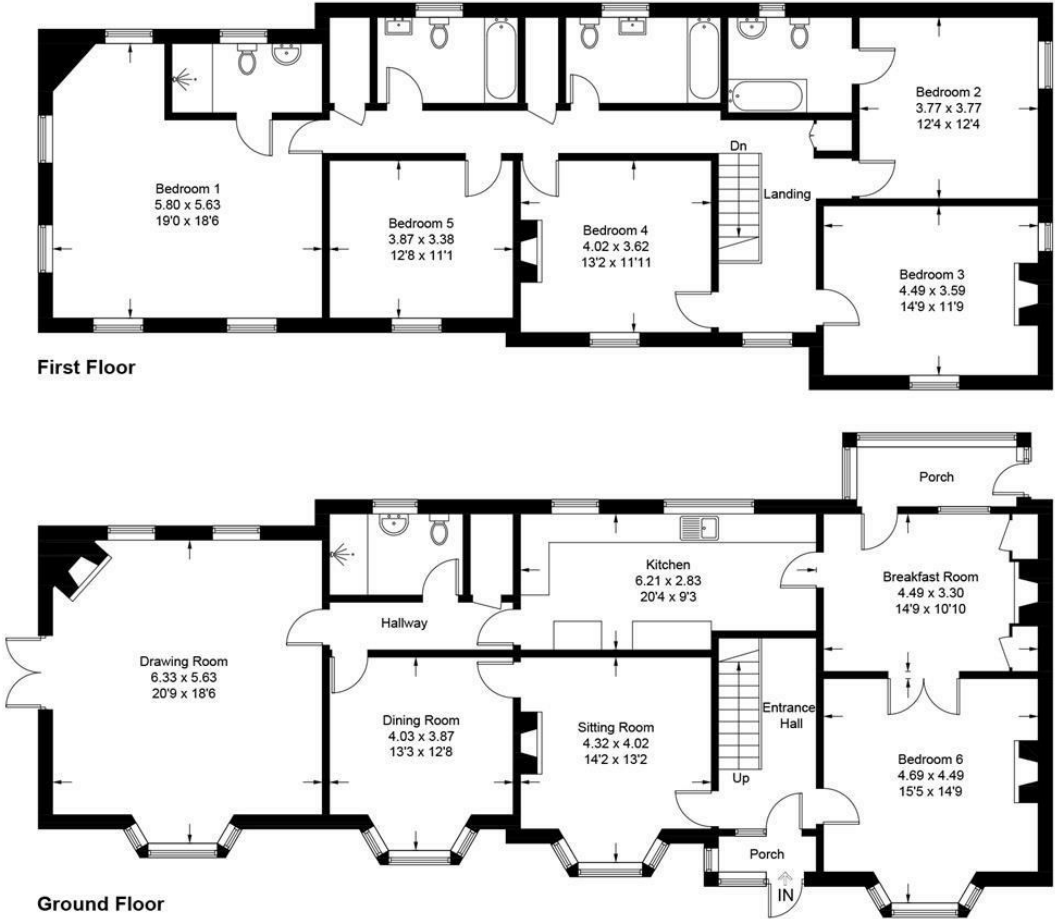 Bedroom 1
5.80 x 5.63
19'0 x 18'6
Bedroom 5
3.87 x 3.38
12'8 x 11'1
Bedroom 4
4.02 x 3.62
13'2 x 11'11
Dn
Landing
Bedroom 2
3.77 x 3.77
12'4 x 12'4
Bedroom 3
4.49 x 3.59
14'9 x 11'9
First Floor
Porch
Kitchen
6.21 x 2.83
20'4 x 9'3
Breakfast Room
4.49 x 3.30
14'9 x 10'10
Hallway
Drawing Room
6.33 x 5.63
20'9 x 18'6
Dining Room
4.03 x 3.87
13'3 x 12'8
Sitting Room
4.32 x 4.02
14'2 x 13'2
Entrance
Hall
Up
Bedroom 6
4.69 x 4.49
15'5 x 14'9
Porch
IN
Ground Floor